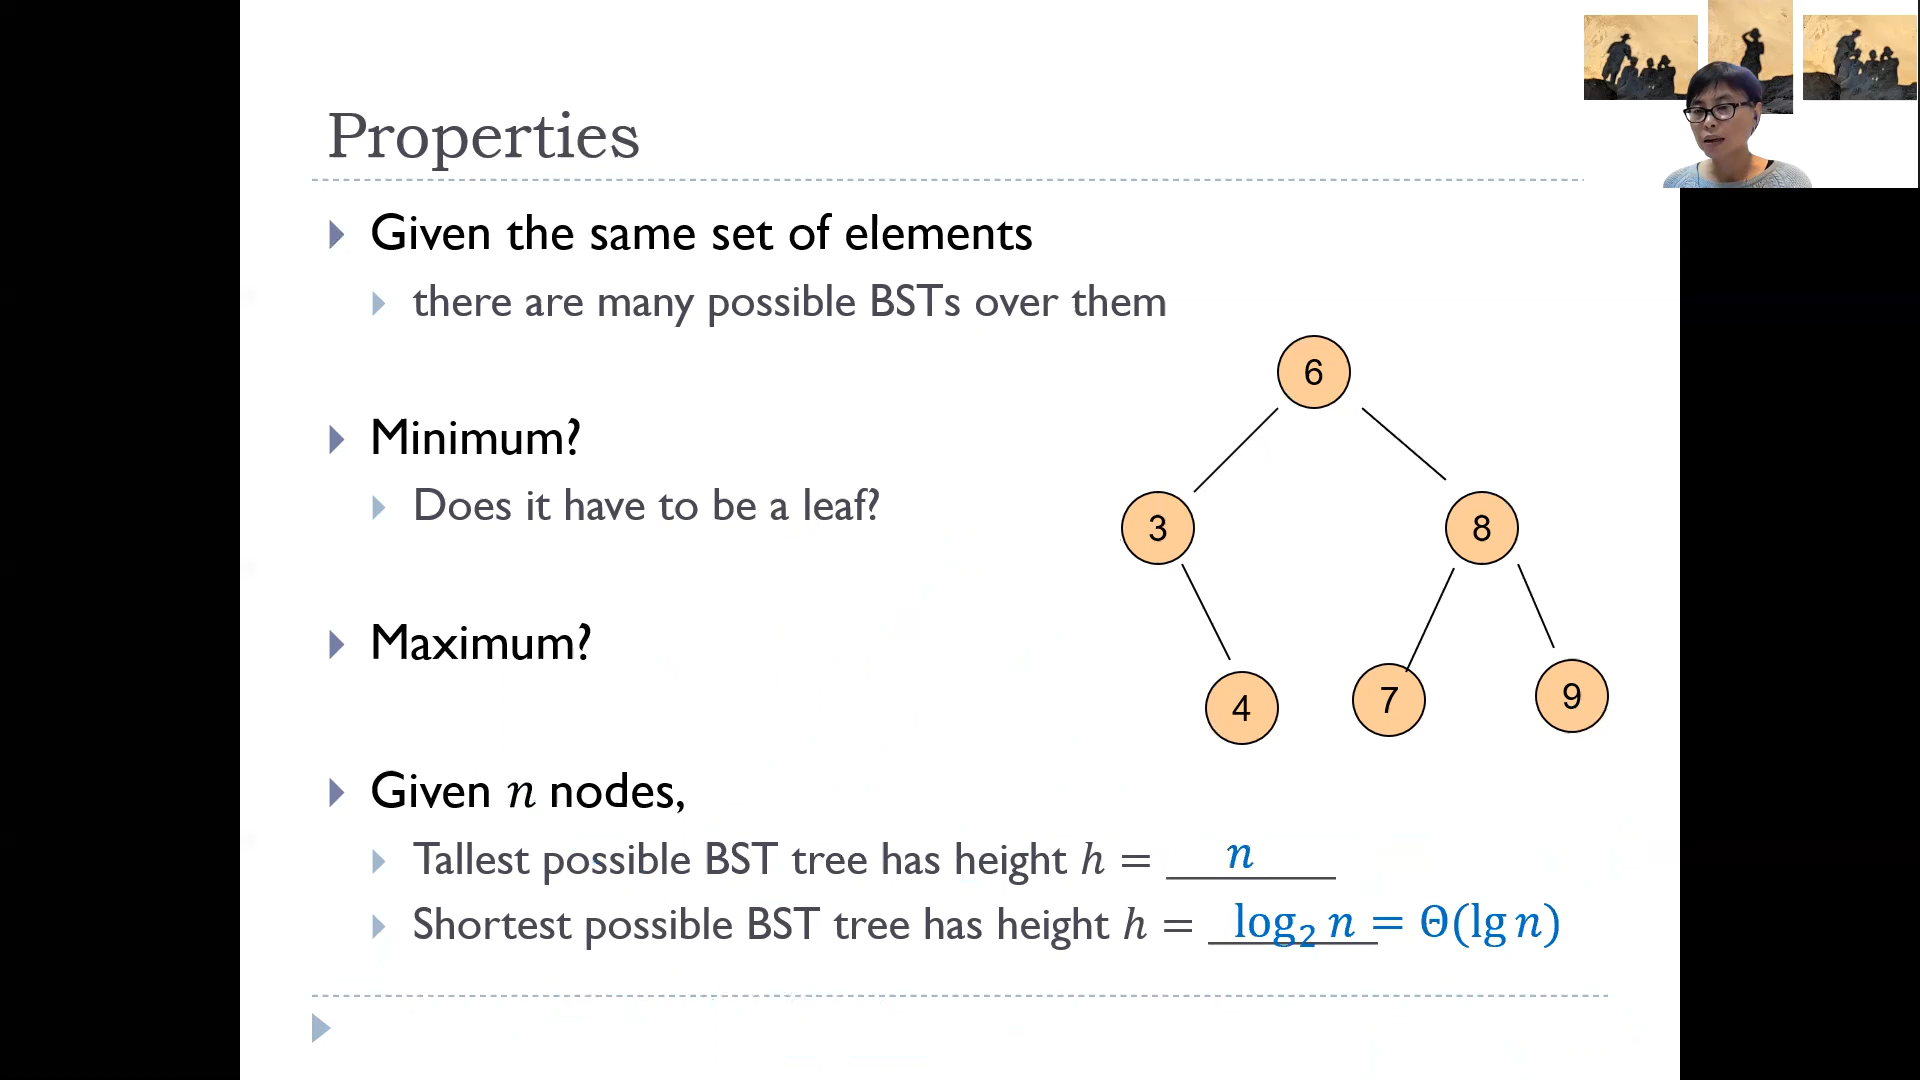 Properties
Given the same set of elements
there are many possible BSTs over them
Minimum?
Does it have to be a leaf?
Maximum?
6
3
8
4
7
9
Given n nodes,
Tallest possible BST tree has height h = n
Shortest possible BST tree has height h = log₂ n = Θ(lg n)